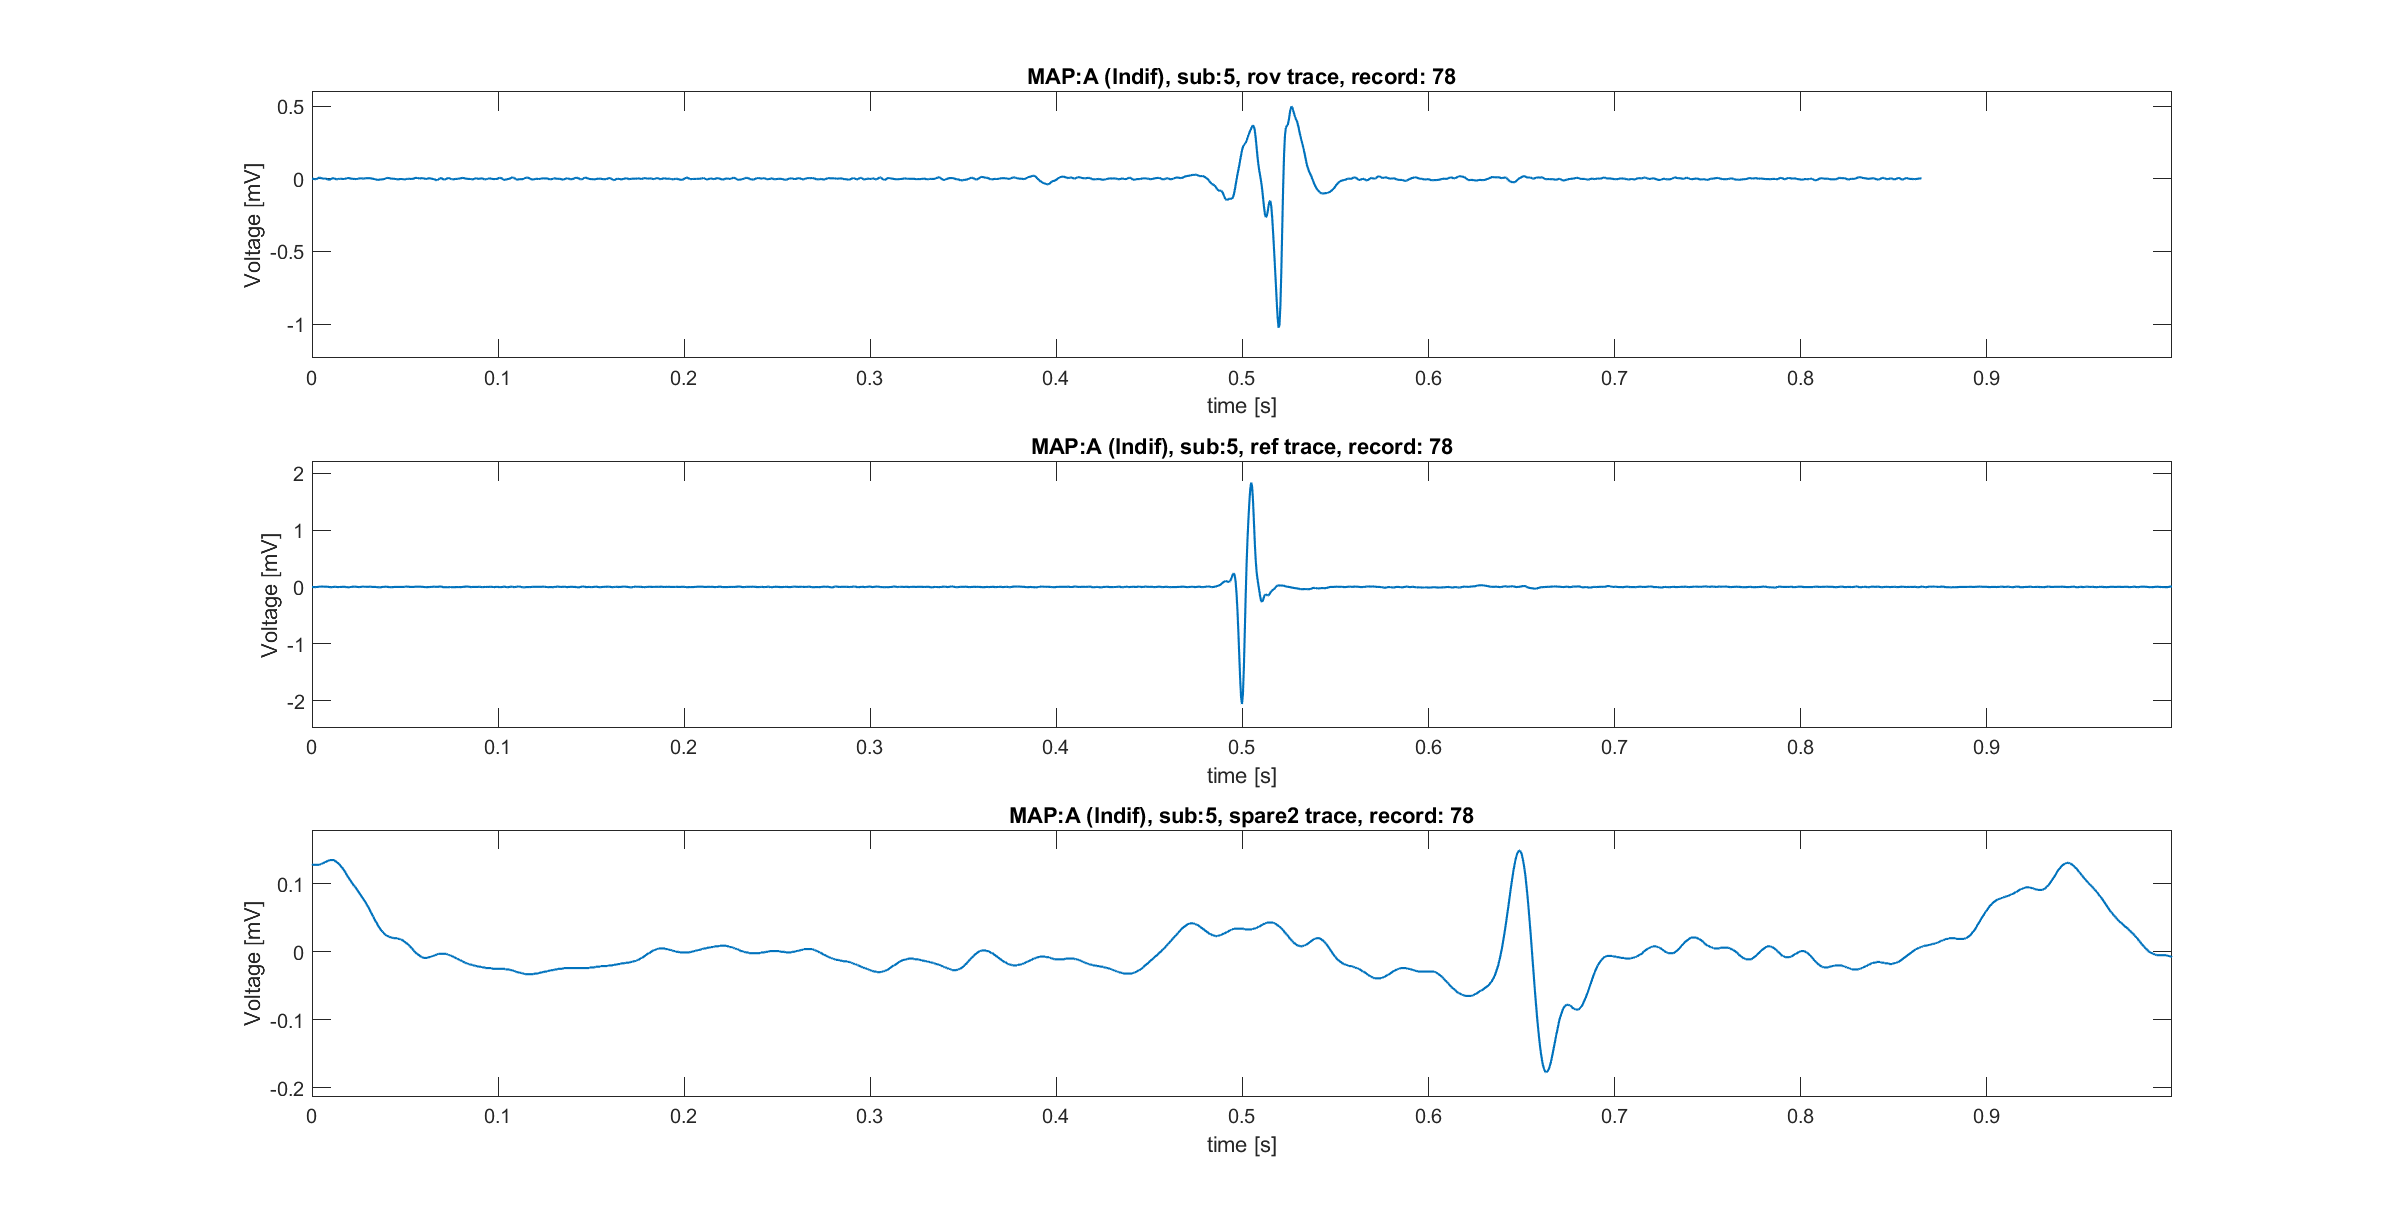 MAP:A (Indif), sub:5, rov trace, record: 78
0.5
0
-0.5
-1
Voltage [mV]
0 0.1 0.2 0.3 0.4 0.5 0.6 0.7 0.8 0.9
time [s]
MAP:A (Indif), sub:5, ref trace, record: 78
2
1
0
-1
-2
Voltage [mV]
0 0.1 0.2 0.3 0.4 0.5 0.6 0.7 0.8 0.9
time [s]
MAP:A (Indif), sub:5, spare2 trace, record: 78
0.1
0
-0.1
-0.2
Voltage [mV]
0 0.1 0.2 0.3 0.4 0.5 0.6 0.7 0.8 0.9
time [s]